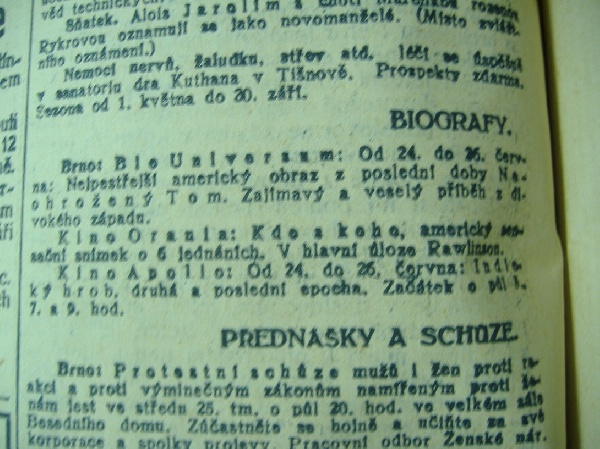 věd technických
Sňatek. Alois Jarolím a chotí Mařenkou rozenou
Rykrovou oznamují se jako novomanželé. (Místo zvlášt-
ního oznámení.)
Nemoci nervů, žaludku, střev atd. léčí se úspěšně
v sanatoriu dra Kuthana v Tišnově. Prospekty zdarma.
Sezona od 1. května do 30. září.
BIOGRAFY.
Brno: Bio Universum: Od 24. do 26. červ-
na: Nejpestřejší americký obraz z poslední doby Ne-
ohrožený Tom. Zajímavý a veselý příběh z di-
vokého západu.
Kino Orania: Kdo z koho, americký sen-
sační snímek o 6 jednáních. V hlavní úloze Rawlinson.
Kino Apollo: Od 24. do 26. června: Indic-
ký hrob, druhá a poslední epocha. Začátek o půl
7. a 9. hod.
PŘEDNÁŠKY A SCHŮZE.
Brno: Protestní schůze mužů i žen proti re-
akci a proti výminečným zákonům namířeným proti že-
nám jest ve středu 25. tm. o půl 20. hod. ve velkém sále
Besedního domu. Zúčastněte se hojně a učiňte za své
korporace a spolky projevy. Pracovní odbor Ženské nár.